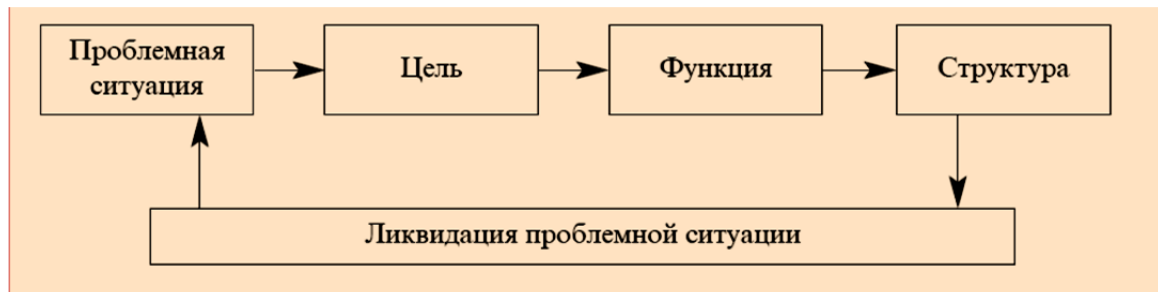 Проблемная
ситуация
Цель
Функция
Структура
Ликвидация проблемной ситуации